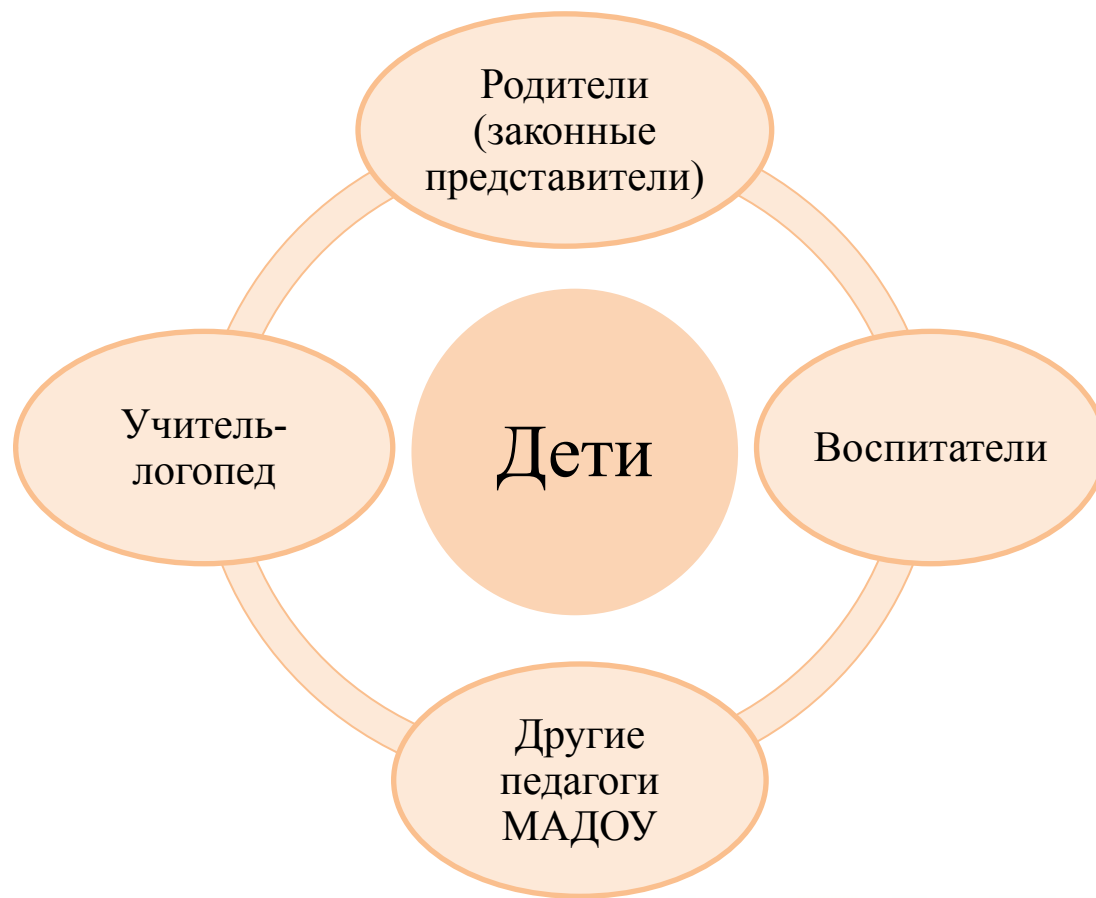 Родители
(законные
представители)
Учитель-
логопед
Дети
Воспитатели
Другие
педагоги
МАДОУ